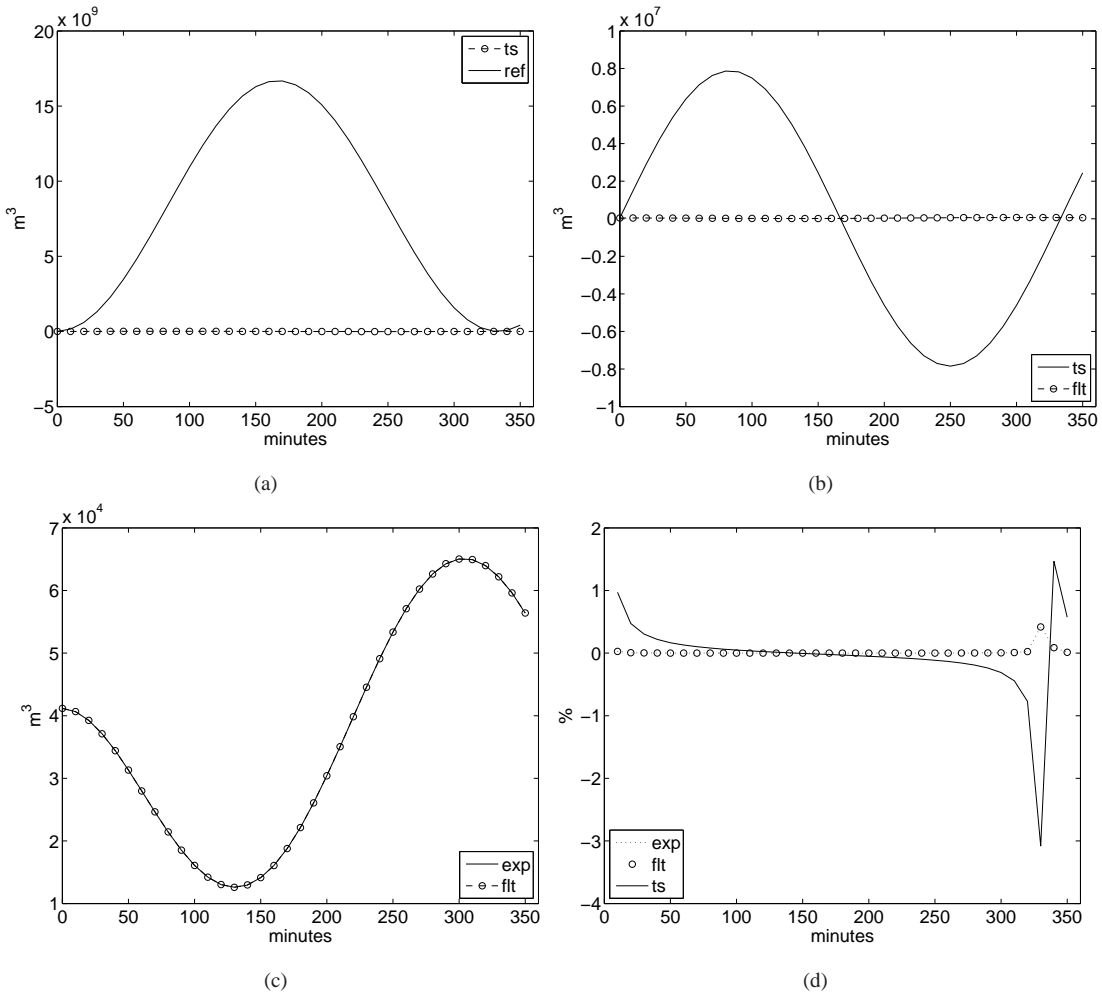 x 10^9
20
15
10
5
0
−5
m^3
0 50 100 150 200 250 300 350
minutes
ts
ref
(a)
x 10^7
1
0.8
0.6
0.4
0.2
0
−0.2
−0.4
−0.6
−0.8
−1
m^3
0 50 100 150 200 250 300 350
minutes
ts
flt
(b)
x 10^4
7
6
5
4
3
2
1
m^3
0 50 100 150 200 250 300 350
minutes
exp
flt
(c)
2
1
0
−1
−2
−3
−4
%
0 50 100 150 200 250 300 350
minutes
exp
flt
ts
(d)